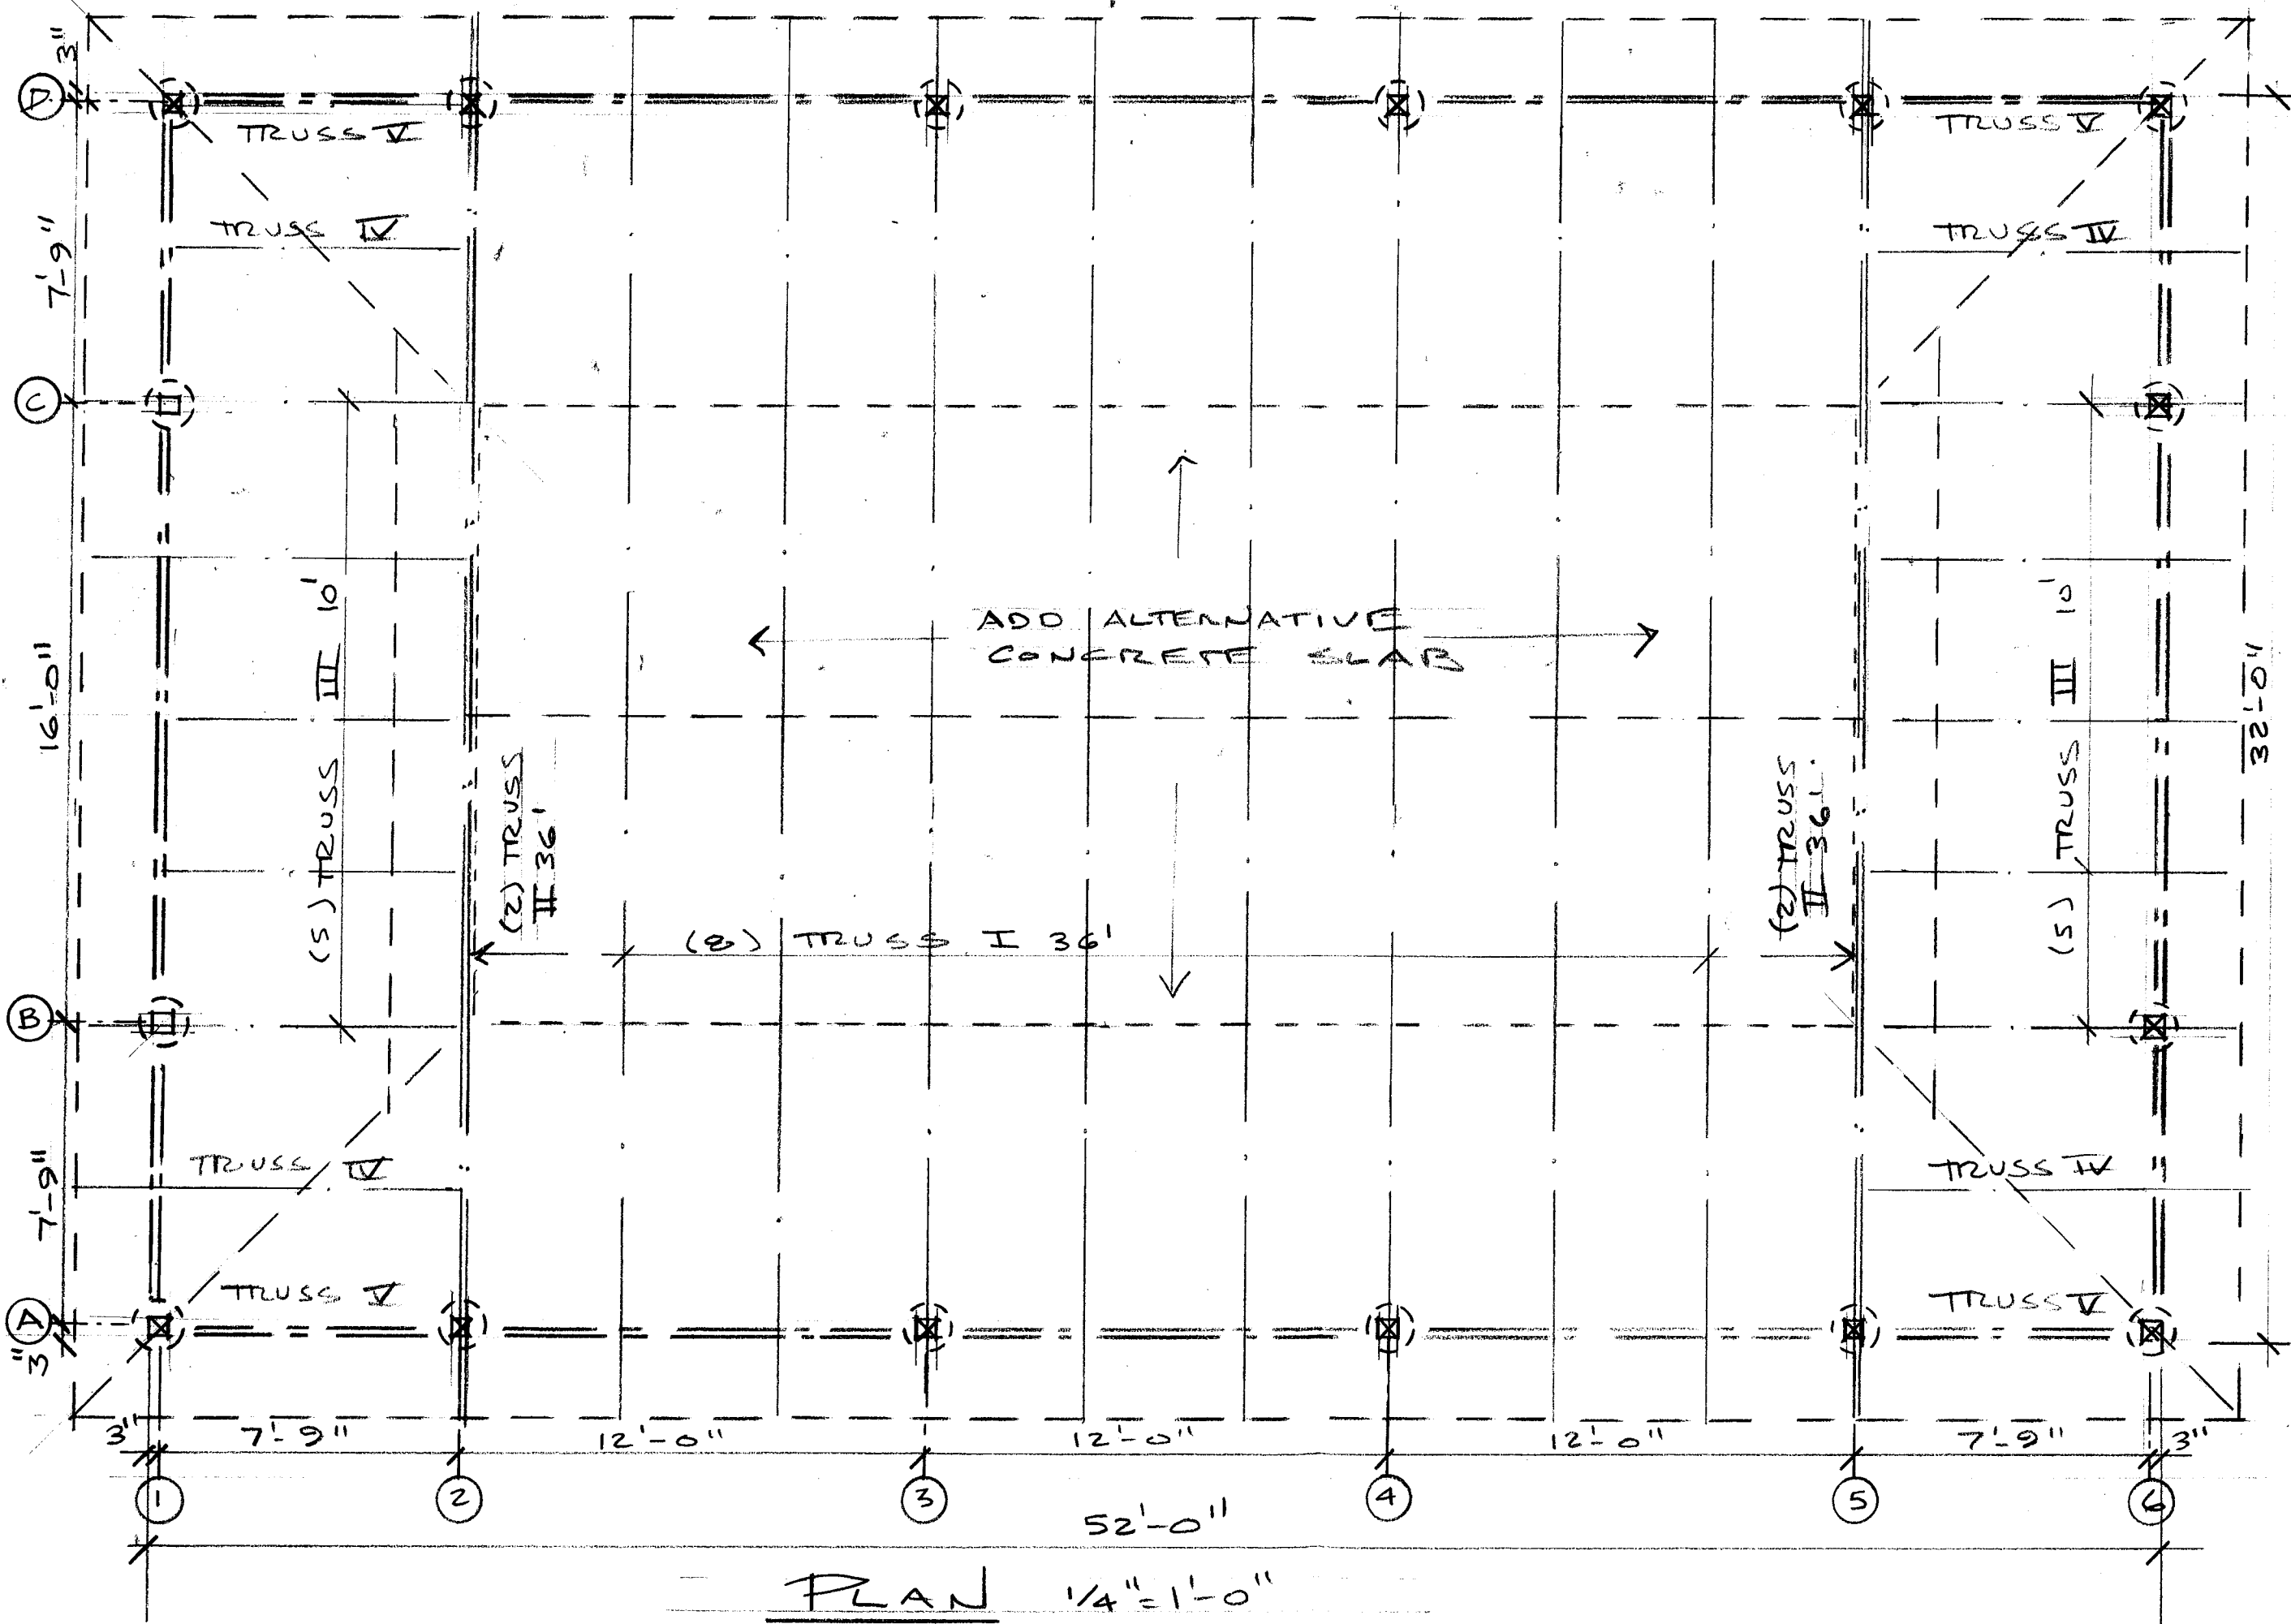 3"
D
TRUSS V
TRUSS V
7'-9"
TRUSS IV
TRUSS IV
C
16'-0"
(5) TRUSS III 10'
ADD ALTERNATIVE
CONCRETE SLAB
(5) TRUSS III 10'
32'-0"
(2) TRUSS
II 36'
(2) TRUSS
II 36'
(8) TRUSS I 36'
B
7'-9"
TRUSS IV
TRUSS IV
TRUSS V
TRUSS V
A
3"
3" 7'-9" 12'-0" 12'-0" 12'-0" 7'-9" 3"
1 2 3 4 5 6
52'-0"
PLAN 1/4"=1'-0"